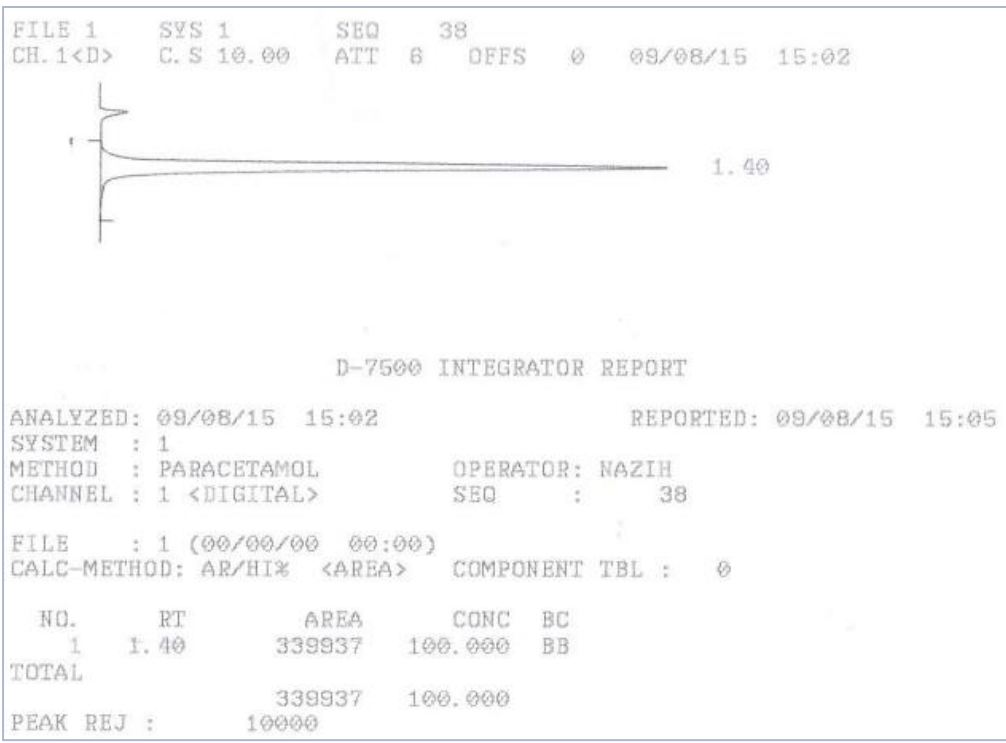 FILE 1 SYS 1 SEQ 38
CH. 1<D> C. S 10.00 ATT 6 OFFS 0 09/08/15 15:02
1. 40
D-7500 INTEGRATOR REPORT
ANALYZED: 09/08/15 15:02 REPORTED: 09/08/15 15:05
SYSTEM : 1
METHOD : PARACETAMOL OPERATOR: NAZIH
CHANNEL : 1 <DIGITAL> SEQ : 38
FILE : 1 (00/00/00 00:00)
CALC-METHOD: AR/HI% <AREA> COMPONENT TBL : 0
NO. RT AREA CONC BC
1 1. 40 339937 100.000 BB
TOTAL
339937 100.000
PEAK REJ : 10000